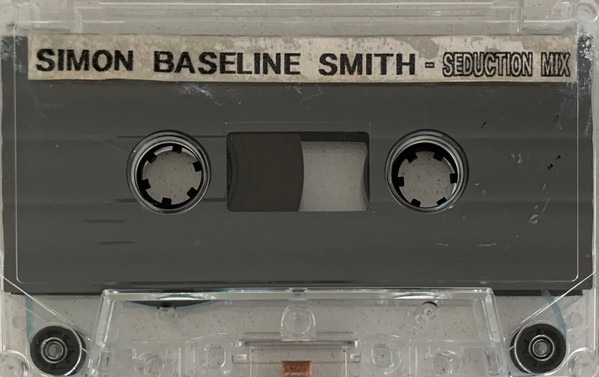 SIMON BASELINE SMITH - SEDUCTION MIX